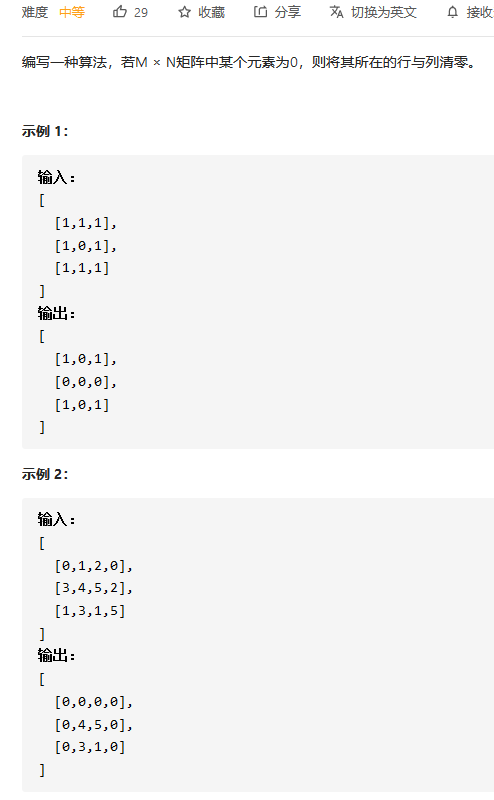 难度 中等 29 收藏 分享 切换为英文 接收
编写一种算法，若M × N矩阵中某个元素为0，则将其所在的行与列清零。
示例 1：
输入：
[
  [1,1,1],
  [1,0,1],
  [1,1,1]
]
输出：
[
  [1,0,1],
  [0,0,0],
  [1,0,1]
]
示例 2：
输入：
[
  [0,1,2,0],
  [3,4,5,2],
  [1,3,1,5]
]
输出：
[
  [0,0,0,0],
  [0,4,5,0],
  [0,3,1,0]
]